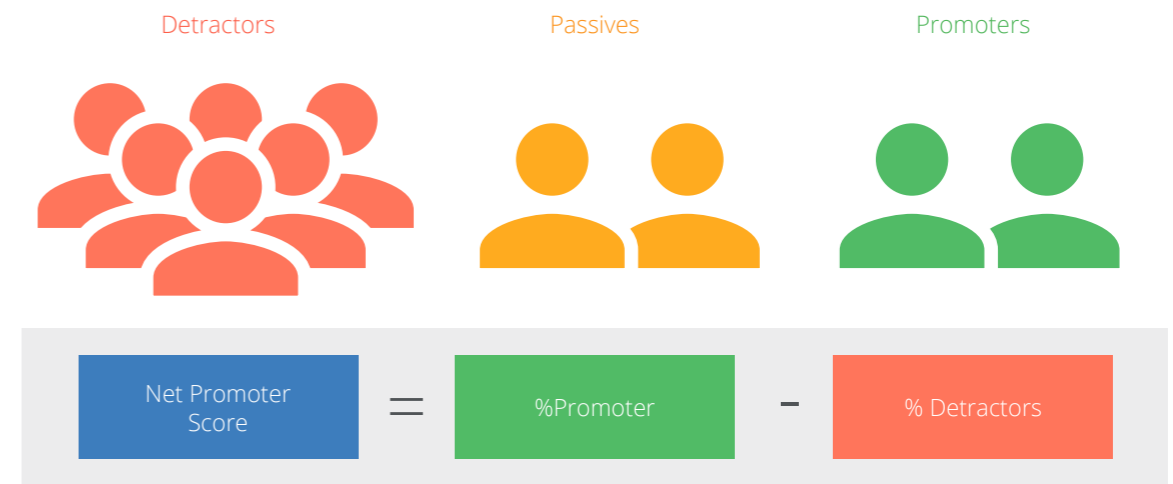 Detractors
Passives
Promoters
Net Promoter
Score
=
%Promoter
-
% Detractors